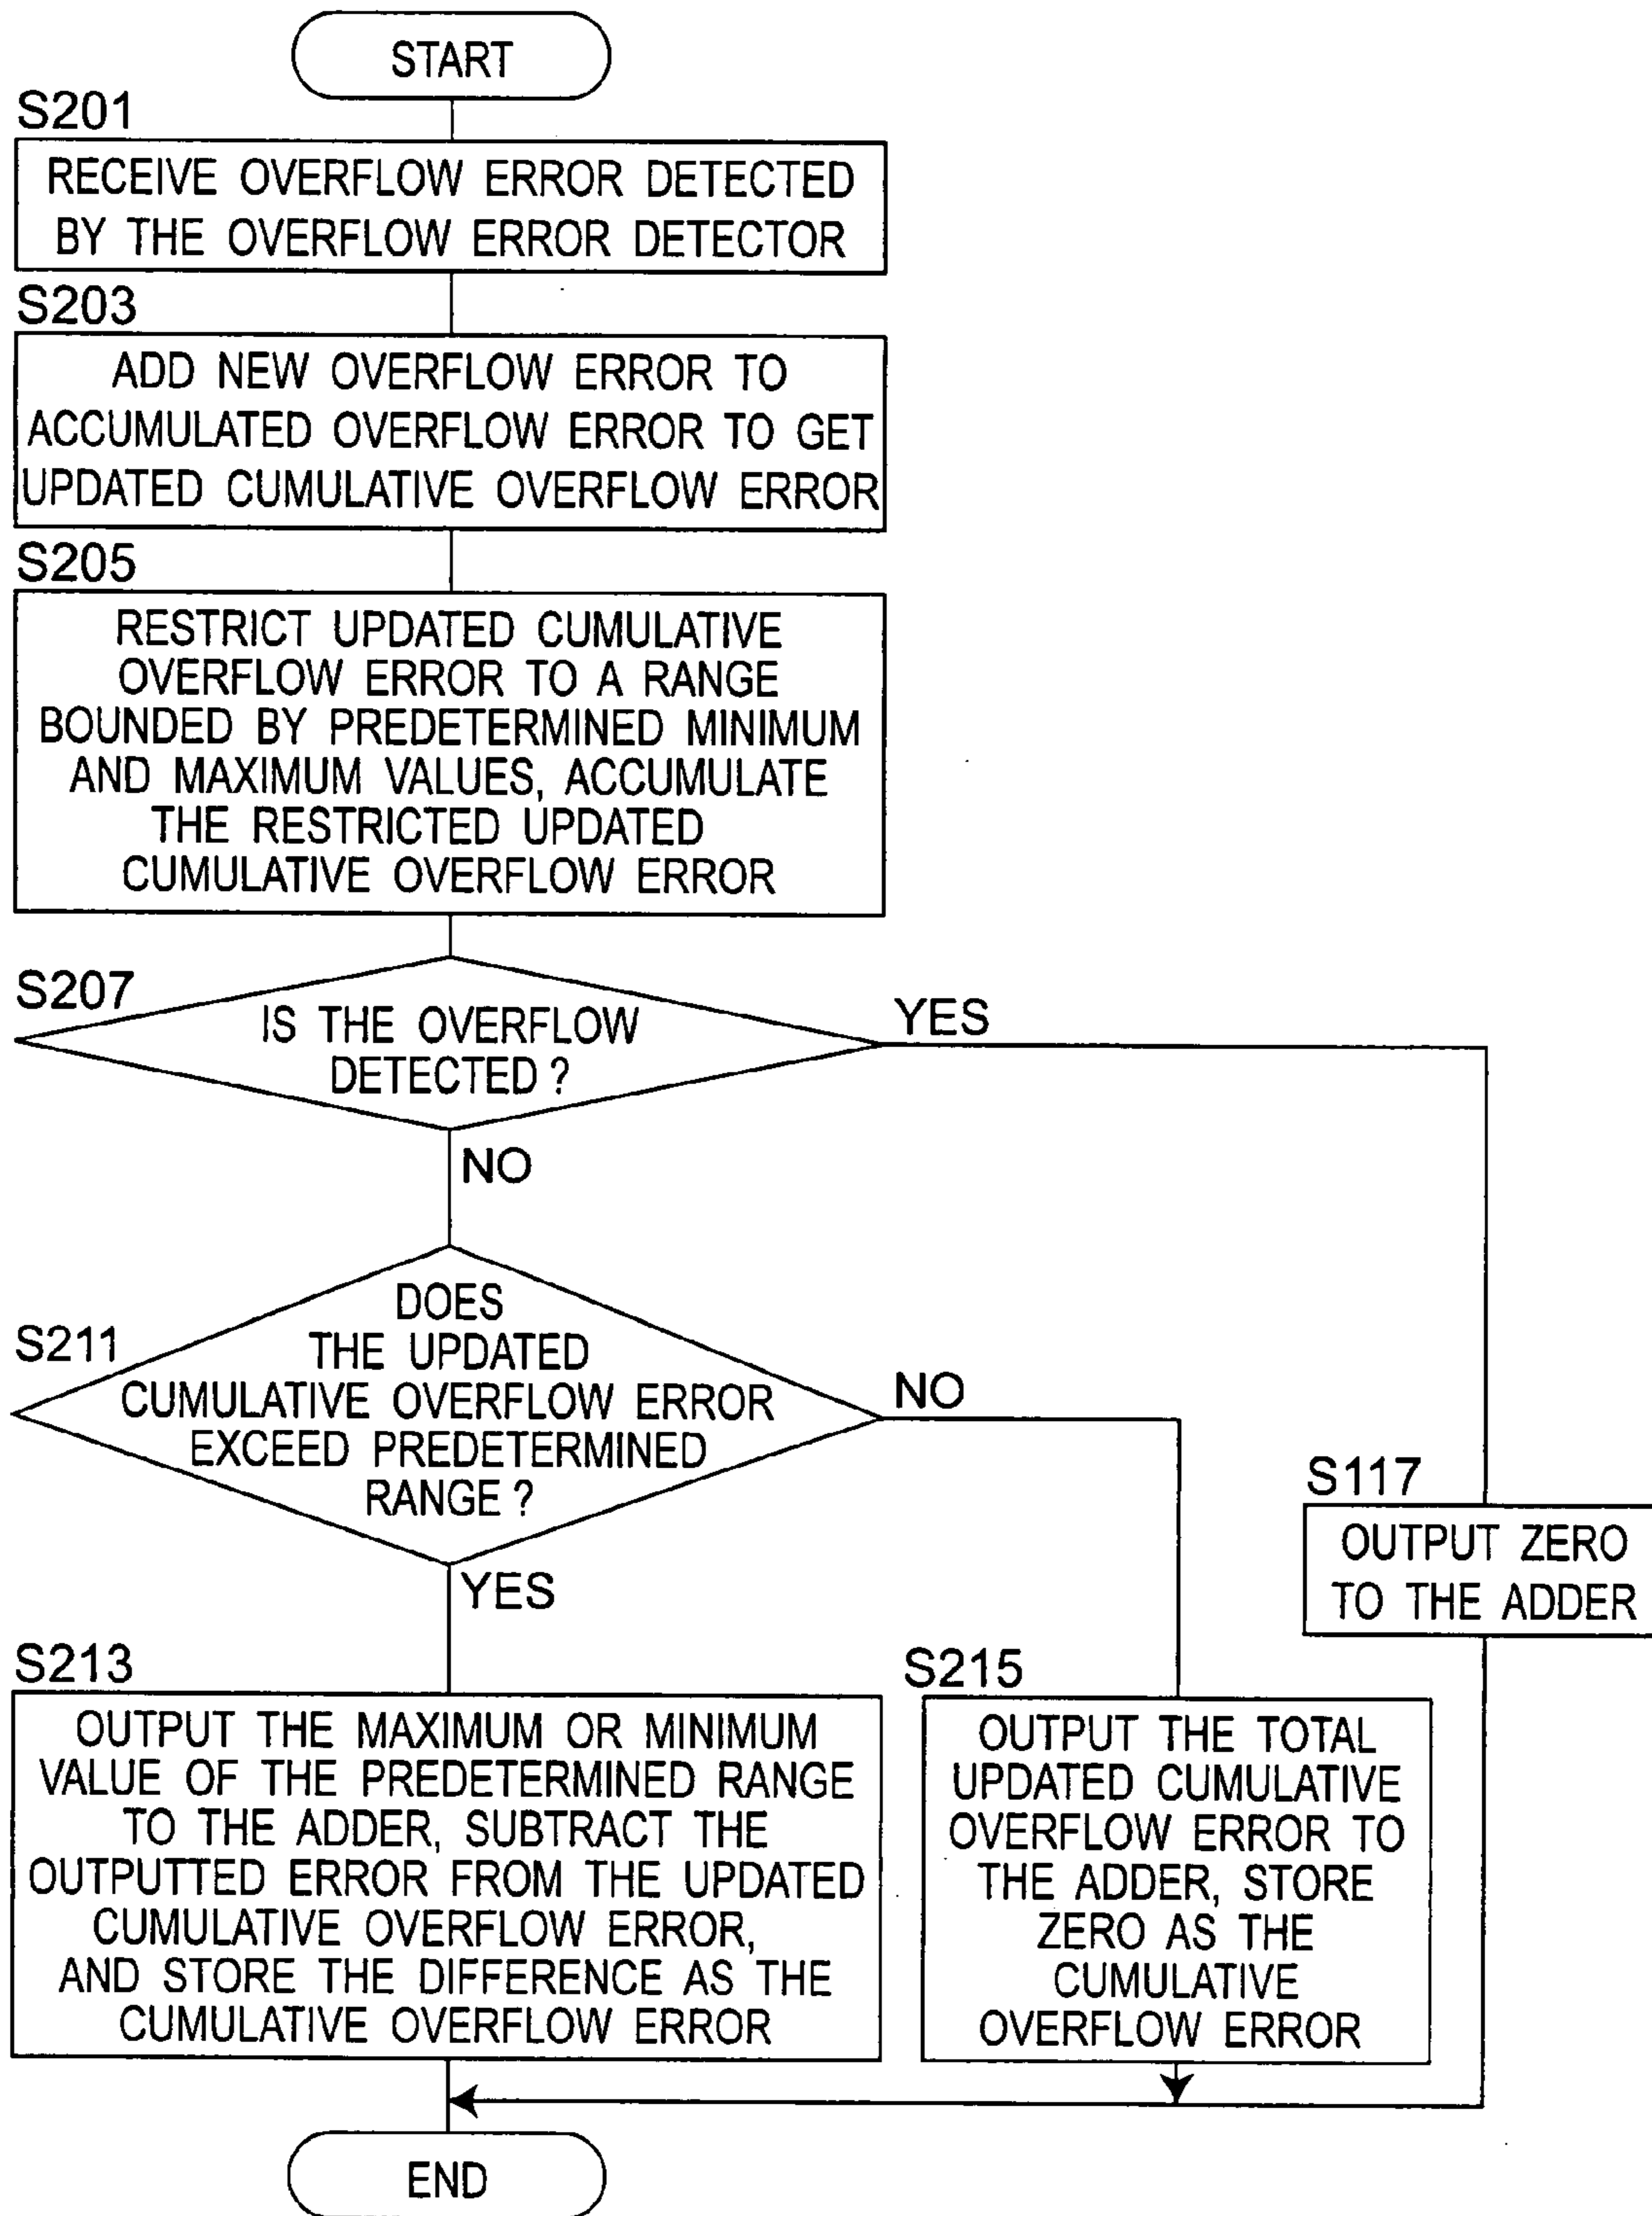 START
S201
RECEIVE OVERFLOW ERROR DETECTED
BY THE OVERFLOW ERROR DETECTOR
S203
ADD NEW OVERFLOW ERROR TO
ACCUMULATED OVERFLOW ERROR TO GET
UPDATED CUMULATIVE OVERFLOW ERROR
S205
RESTRICT UPDATED CUMULATIVE
OVERFLOW ERROR TO A RANGE
BOUNDED BY PREDETERMINED MINIMUM
AND MAXIMUM VALUES, ACCUMULATE
THE RESTRICTED UPDATED
CUMULATIVE OVERFLOW ERROR
S207
IS THE OVERFLOW
DETECTED ?
YES
NO
S211
DOES
THE UPDATED
CUMULATIVE OVERFLOW ERROR
EXCEED PREDETERMINED
RANGE ?
NO
YES
S117
OUTPUT ZERO
TO THE ADDER
S213
OUTPUT THE MAXIMUM OR MINIMUM
VALUE OF THE PREDETERMINED RANGE
TO THE ADDER, SUBTRACT THE
OUTPUTTED ERROR FROM THE UPDATED
CUMULATIVE OVERFLOW ERROR,
AND STORE THE DIFFERENCE AS THE
CUMULATIVE OVERFLOW ERROR
S215
OUTPUT THE TOTAL
UPDATED CUMULATIVE
OVERFLOW ERROR TO
THE ADDER, STORE
ZERO AS THE
CUMULATIVE
OVERFLOW ERROR
END